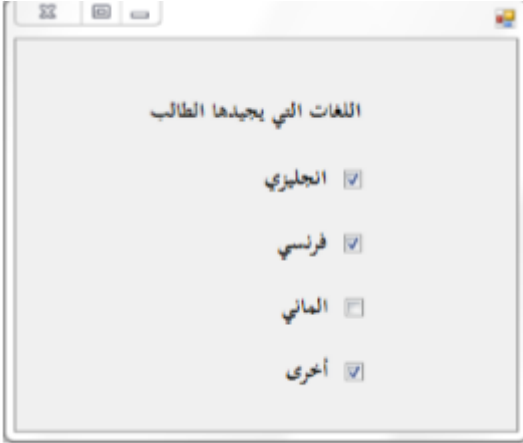 اللغات التي يجيدها الطالب
انجليزي
فرنسي
الماني
أخرى